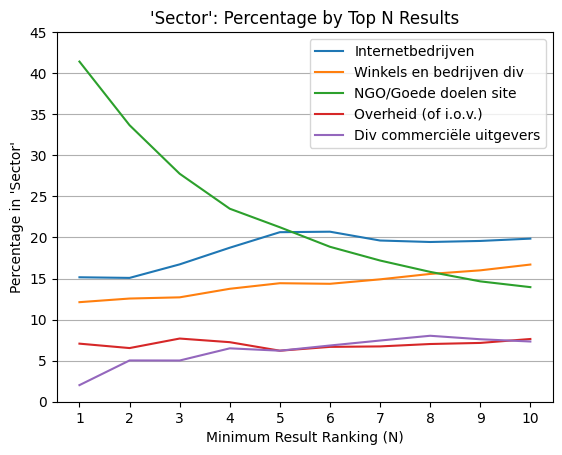 'Sector': Percentage by Top N Results
Percentage in 'Sector'
45
40
35
30
25
20
15
10
5
0
Internetbedrijven
Winkels en bedrijven div
NGO/Goede doelen site
Overheid (of i.o.v.)
Div commerciële uitgevers
1 2 3 4 5 6 7 8 9 10
Minimum Result Ranking (N)